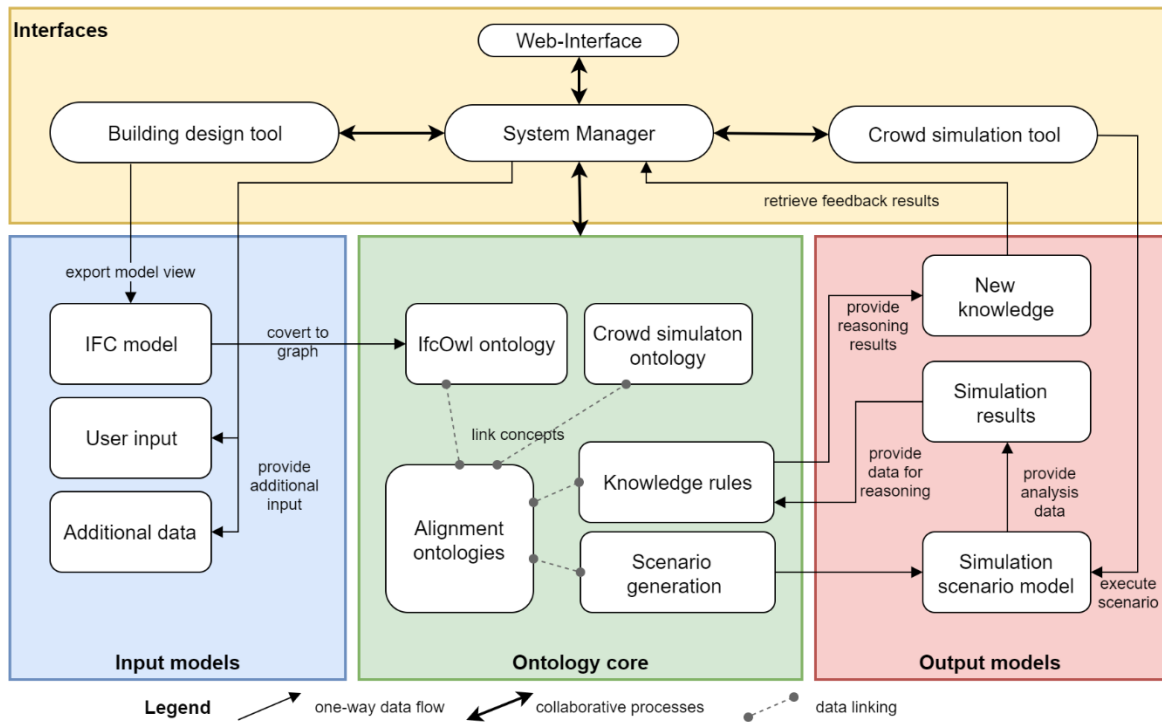 Interfaces
Web-Interface
Building design tool
System Manager
Crowd simulation tool
retrieve feedback results
export model view
IFC model
covert to
graph
IfcOwl ontology
Crowd simulaton
ontology
provide
reasoning
results
New
knowledge
User input
link concepts
Simulation
results
provide
additional
input
Knowledge rules
provide
data for
reasoning
provide
analysis
data
Additional data
Alignment
ontologies
Scenario
generation
Simulation
scenario model
execute
scenario
Input models
Ontology core
Output models
Legend
one-way data flow
collaborative processes
data linking